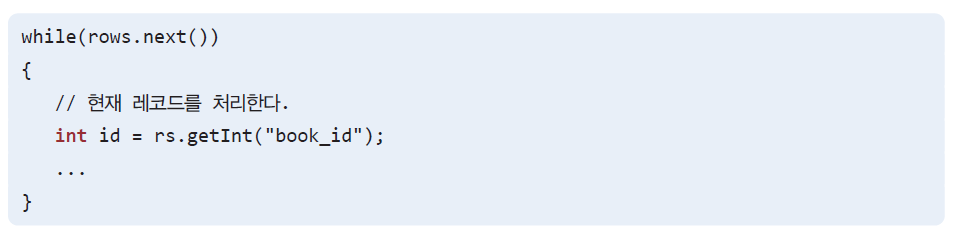 while(rows.next())
{
// 현재 레코드를 처리한다.
int id = rs.getInt("book_id");
...
}